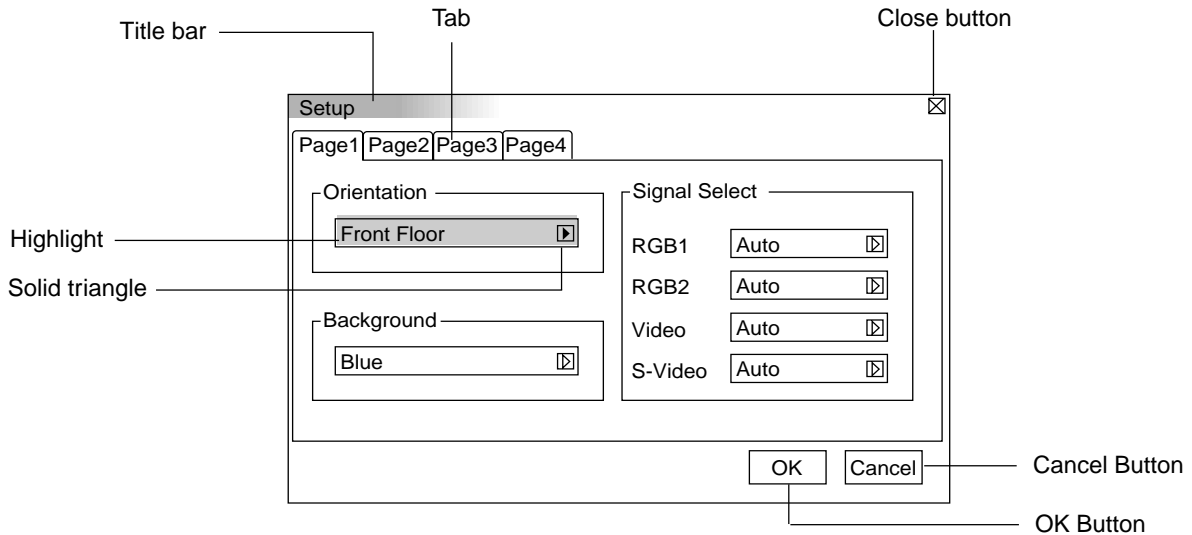 Title bar
Tab
Close button
Setup
Page1 Page2 Page3 Page4
Orientation
Front Floor
Highlight
Solid triangle
Background
Blue
Signal Select
RGB1 Auto
RGB2 Auto
Video Auto
S-Video Auto
OK Cancel
Cancel Button
OK Button